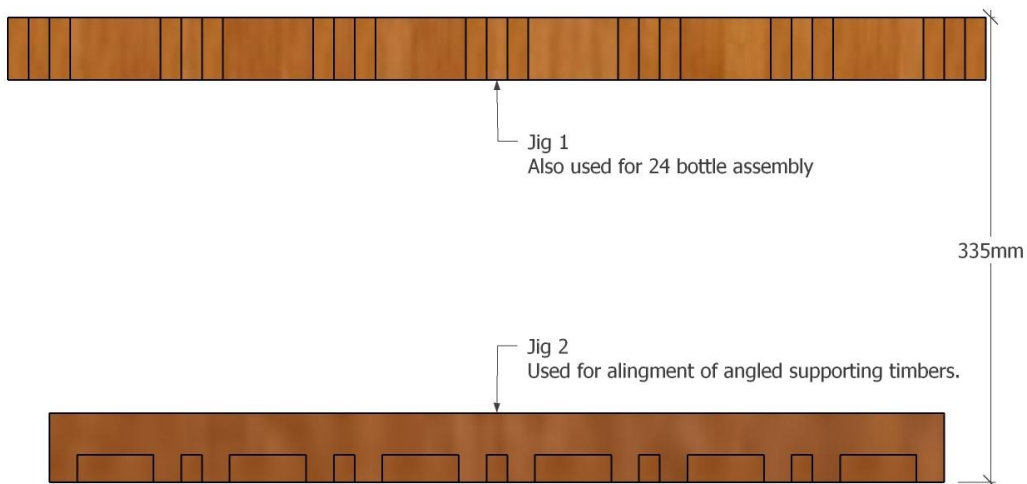 Jig 1
Also used for 24 bottle assembly
335mm
Jig 2
Used for alingment of angled supporting timbers.